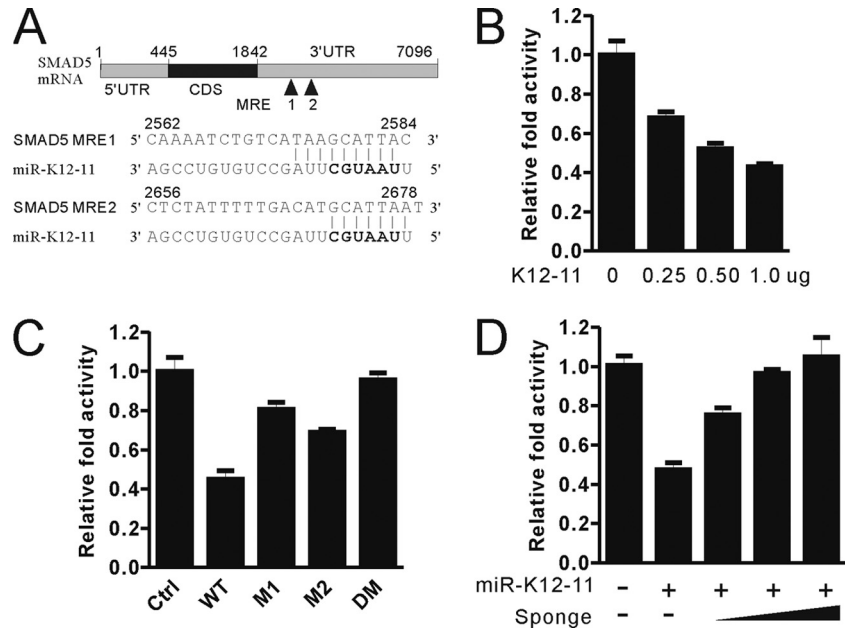 A
1 445 1842 3'UTR 7096
SMAD5
mRNA
5'UTR CDS
MRE 1 2
2562 2584
SMAD5 MRE1 5' CAAAATCTGTCATAAGCATTAC 3'
miR-K12-11 3' AGCCUGUGUCCGAUUCGUAAUU 5'
2656 2678
SMAD5 MRE2 5' CTCTATTTTTGACATGCATTAAT 3'
miR-K12-11 3' AGCCUGUGUCCGAUUCGUAAUU 5'
B
Relative fold activity
1.2
1.0
0.8
0.6
0.4
0.2
0.0
K12-11 0 0.25 0.50 1.0 ug
C
Relative fold activity
1.2
1.0
0.8
0.6
0.4
0.2
0.0
Ctrl WT M1 M2 DM
D
Relative fold activity
1.2
1.0
0.8
0.6
0.4
0.2
0.0
miR-K12-11 - + + + +
Sponge - -